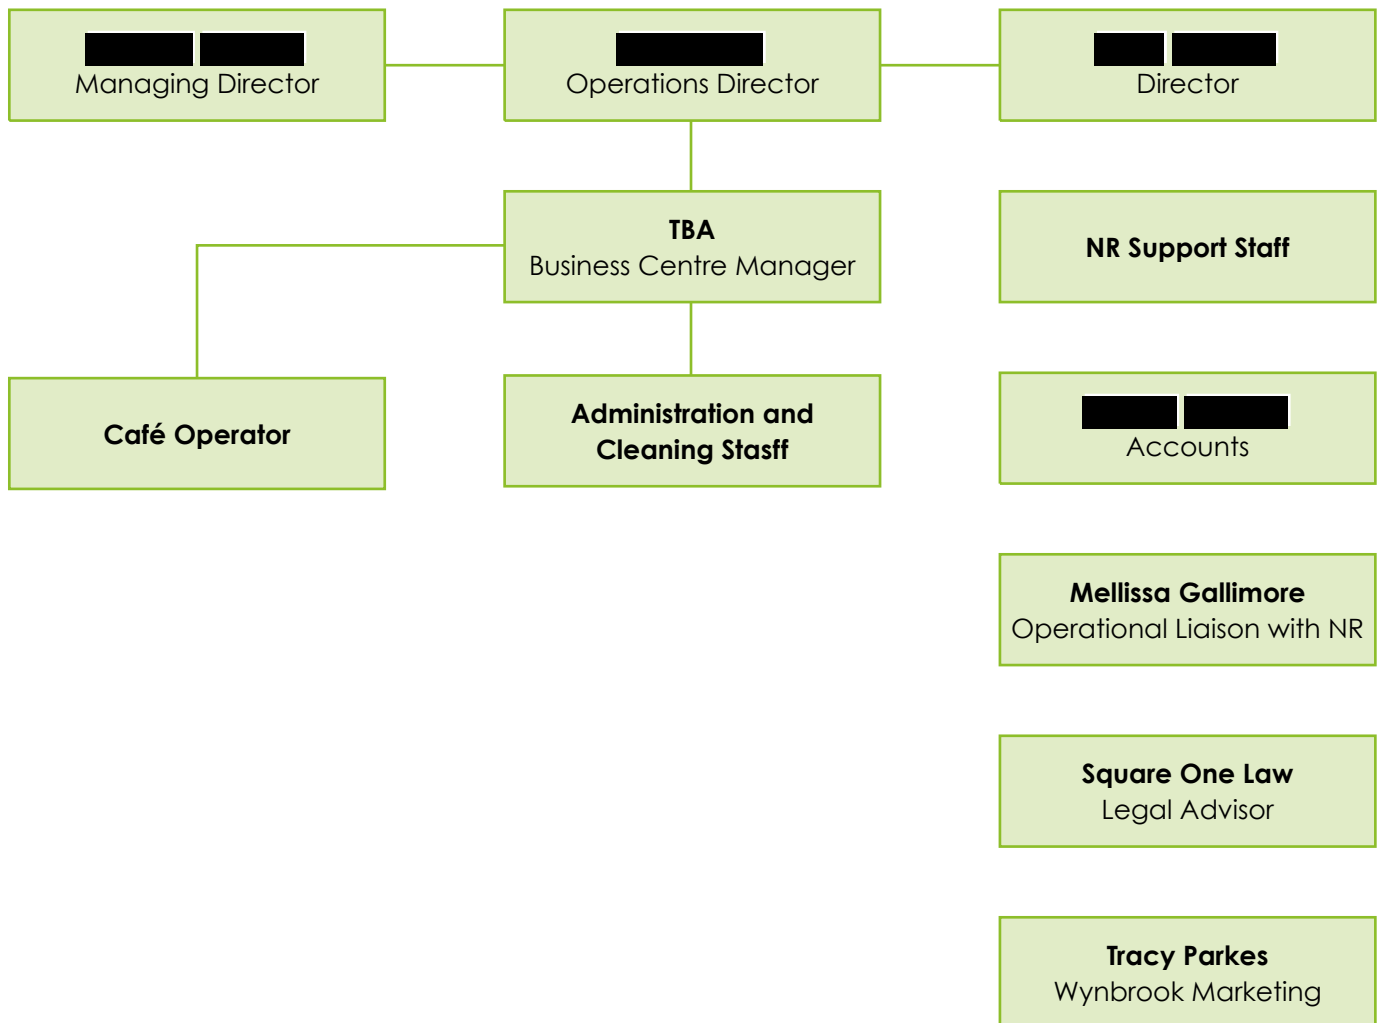 Managing Director
Operations Director
Director
TBA
Business Centre Manager
NR Support Staff
Café Operator
Administration and
Cleaning Stasff
Accounts
Mellissa Gallimore
Operational Liaison with NR
Square One Law
Legal Advisor
Tracy Parkes
Wynbrook Marketing